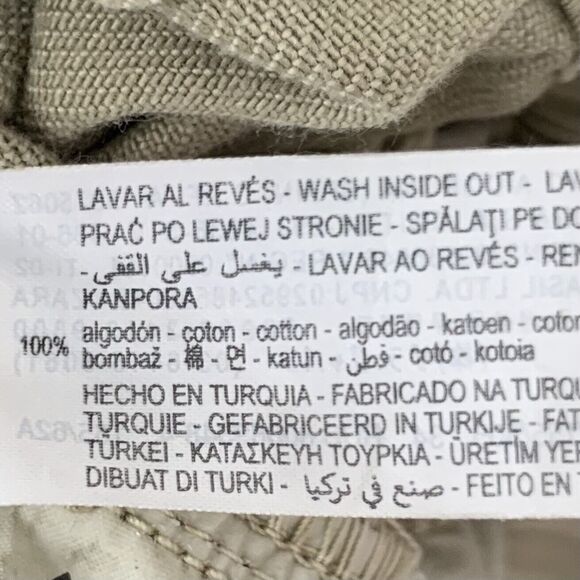 LAVAR AL REVÉS - WASH INSIDE OUT - LAV
PRAĆ PO LEWEJ STRONIE - SPĂLAȚI PE DO
يغسل على القفى - LAVAR AO REVÉS - REN
KANPORA
100% algodón - coton - cotton - algodão - katoen - coton
bombaž - 棉 - 면 - katun - قطن - cotó - kotoia
HECHO EN TURQUIA - FABRICADO NA TURQ
TURQUIE - GEFABRICEERD IN TURKIJE - FAT
TÜRKEI - ΚΑΤΑΣΚΕΥΗ ΤΟΥΡΚΙΑ - ÜRETİM YER
DIBUAT DI TURKI - صنع في تركيا - FEITO EN T